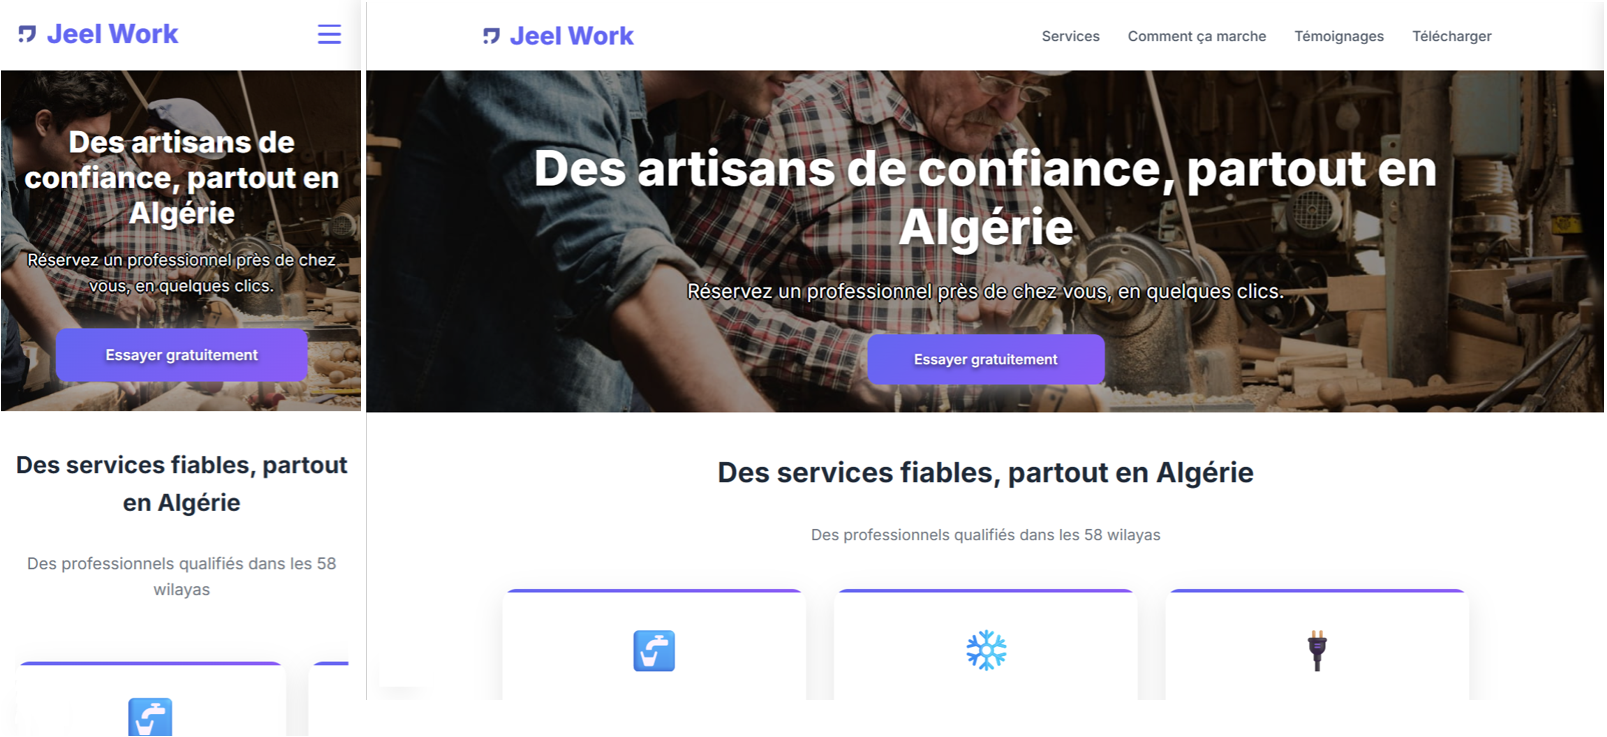 Jeel Work
Des artisans de
confiance, partout en
Algérie
Réservez un professionnel près de chez
vous, en quelques clics.
Essayer gratuitement
Des services fiables, partout
en Algérie
Des professionnels qualifiés dans les 58
wilayas
Jeel Work
Services Comment ça marche Témoignages Télécharger
Des artisans de confiance, partout en
Algérie
Réservez un professionnel près de chez vous, en quelques clics.
Essayer gratuitement
Des services fiables, partout en Algérie
Des professionnels qualifiés dans les 58 wilayas